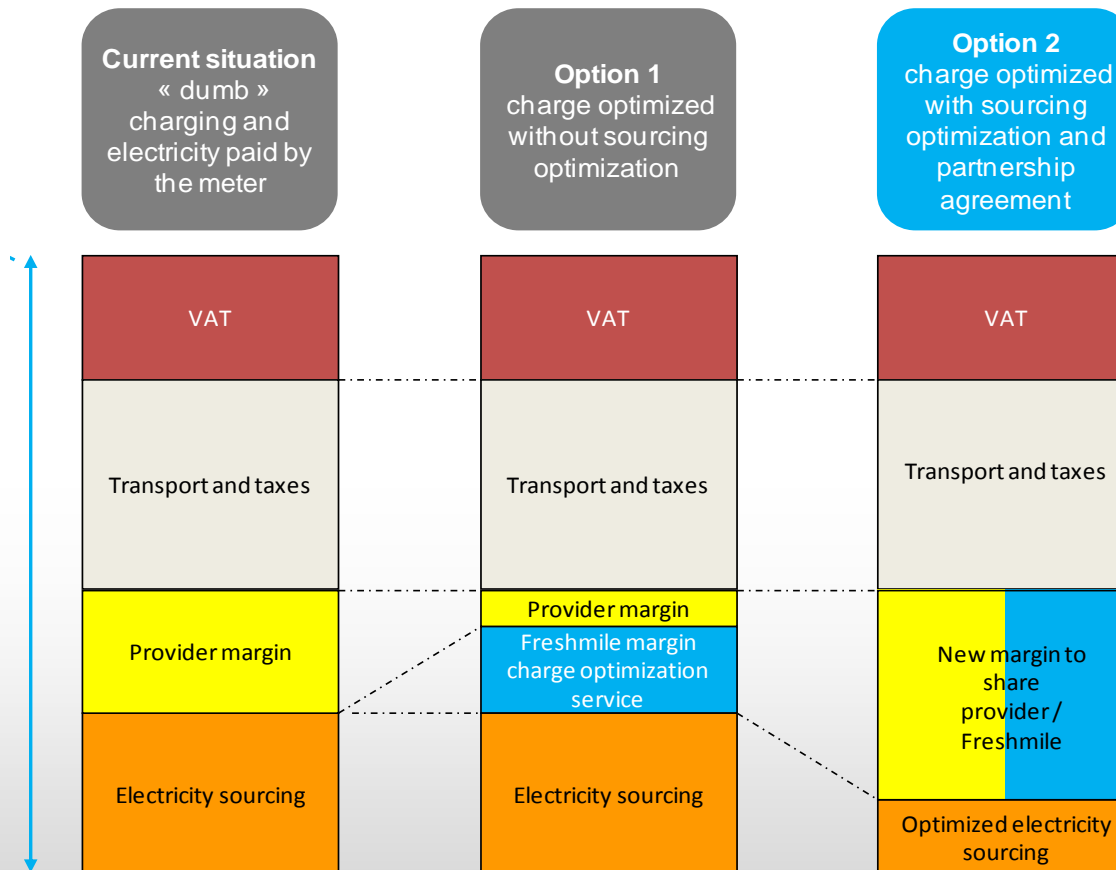 Current situation
« dumb »
charging and
electricity paid by
the meter
Option 1
charge optimized
without sourcing
optimization
Option 2
charge optimized
with sourcing
optimization and
partnership
agreement
VAT
VAT
VAT
Transport and taxes
Transport and taxes
Transport and taxes
Provider margin
Provider margin
Freshmile margin
charge optimization
service
New margin to
share
provider /
Freshmile
Electricity sourcing
Electricity sourcing
Optimized electricity
sourcing